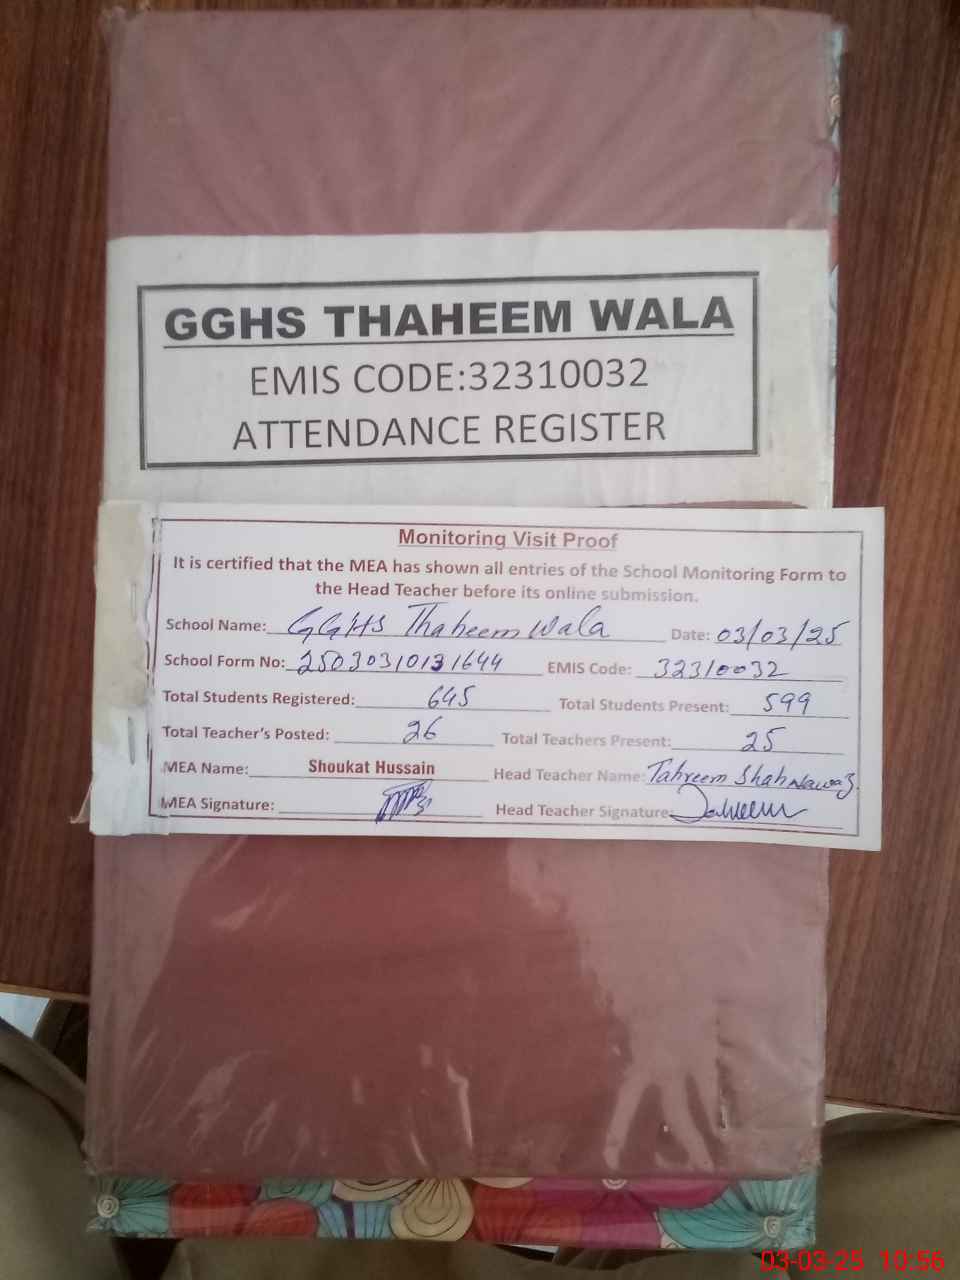 GGHS THAHEEM WALA
EMIS CODE:32310032
ATTENDANCE REGISTER
Monitoring Visit Proof
It is certified that the MEA has shown all entries of the School Monitoring Form to
the Head Teacher before its online submission.
School Name: GGHS Thaheem Wala Date: 03/03/25
School Form No: 25030310131644 EMIS Code: 32310032
Total Students Registered: 645 Total Students Present: 599
Total Teacher's Posted: 26 Total Teachers Present: 25
MEA Name: Shoukat Hussain Head Teacher Name: Tahreem Shah Nawaz
MEA Signature: Head Teacher Signature: Tahreem
03-03-25 10:56